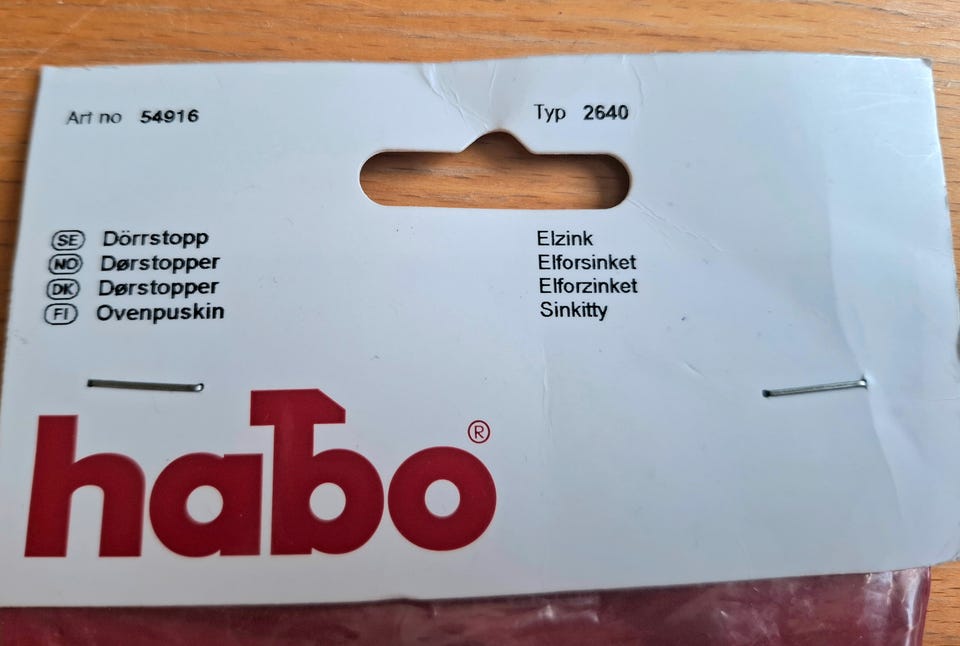 Art no 54916 Typ 2640
SE Dörrstopp Elzink
NO Dørstopper Elforsinket
DK Dørstopper Elforzinket
FI Ovenpuskin Sinkitty
habo ®